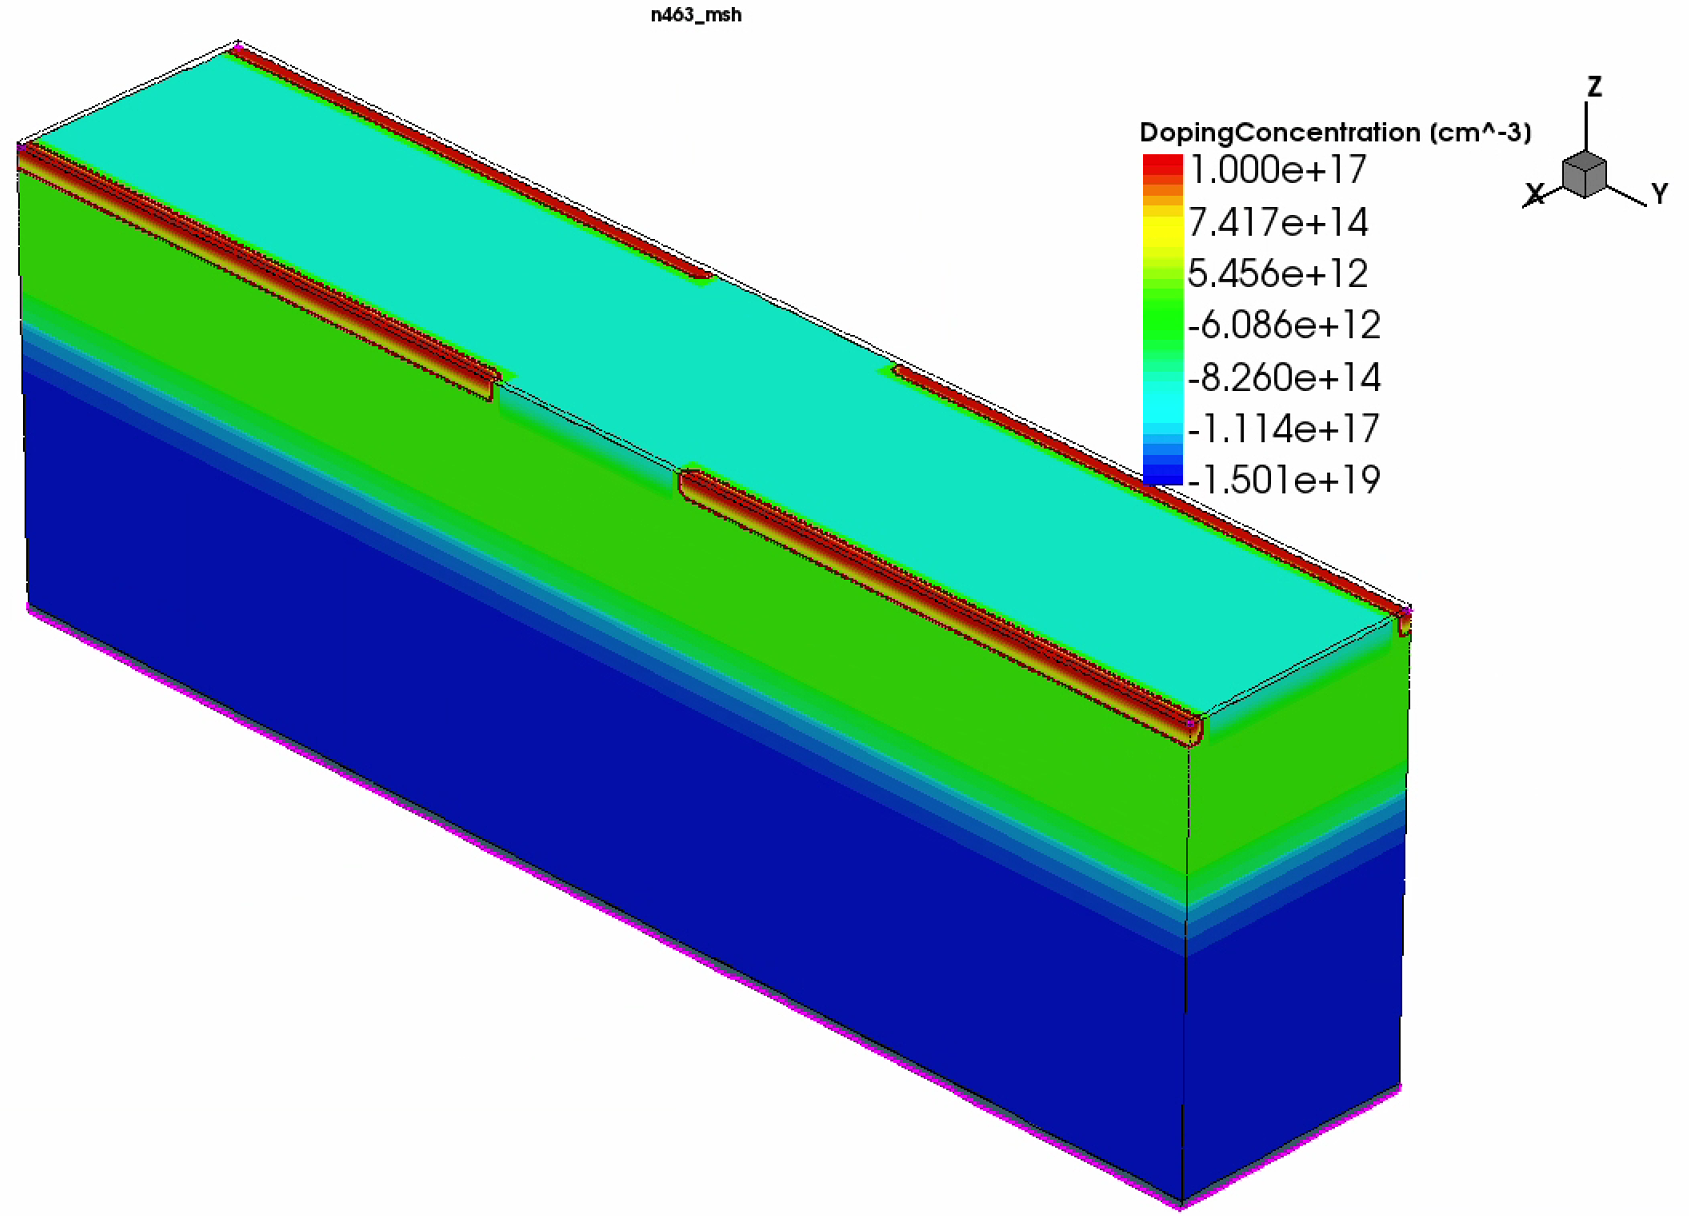 n463_msh
Z
DopingConcentration (cm^-3)
1.000e+17
7.417e+14
5.456e+12
-6.086e+12
-8.260e+14
-1.114e+17
-1.501e+19
X
Y